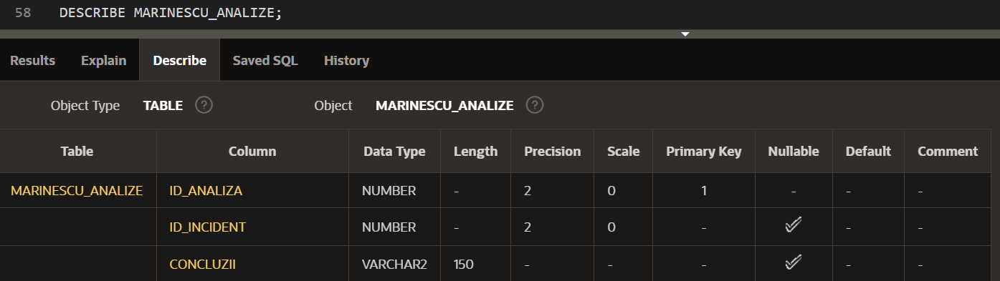 58 DESCRIBE MARINESCU_ANALIZE;
Results Explain Describe Saved SQL History
Object Type TABLE ? Object MARINESCU_ANALIZE ?
Table Column Data Type Length Precision Scale Primary Key Nullable Default Comment
MARINESCU_ANALIZE ID_ANALIZA NUMBER - 2 0 1 - - -
ID_INCIDENT NUMBER - 2 0 - ✓ - -
CONCLUZII VARCHAR2 150 - - - ✓ - -